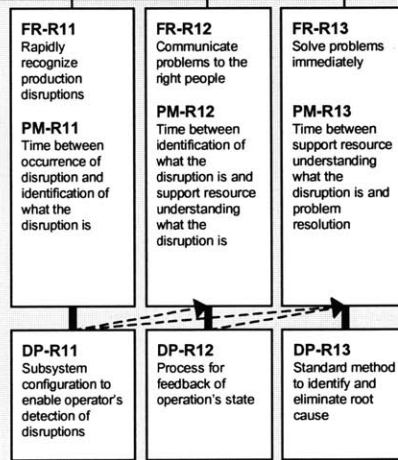 FR-R11
Rapidly
recognize
production
disruptions
PM-R11
Time between
occurrence of
disruption and
identification of
what the
disruption is
FR-R12
Communicate
problems to the
right people
PM-R12
Time between
identification of
what the
disruption is and
support resource
understanding
what the
disruption is
FR-R13
Solve problems
immediately
PM-R13
Time between
support resource
understanding
what the
disruption is and
problem
resolution
DP-R11
Subsystem
configuration to
enable operator's
detection of
disruptions
DP-R12
Process for
feedback of
operation's state
DP-R13
Standard method
to identify and
eliminate root
cause